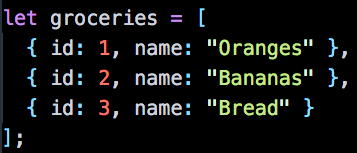 let groceries = [
  { id: 1, name: "Oranges" },
  { id: 2, name: "Bananas" },
  { id: 3, name: "Bread" }
];